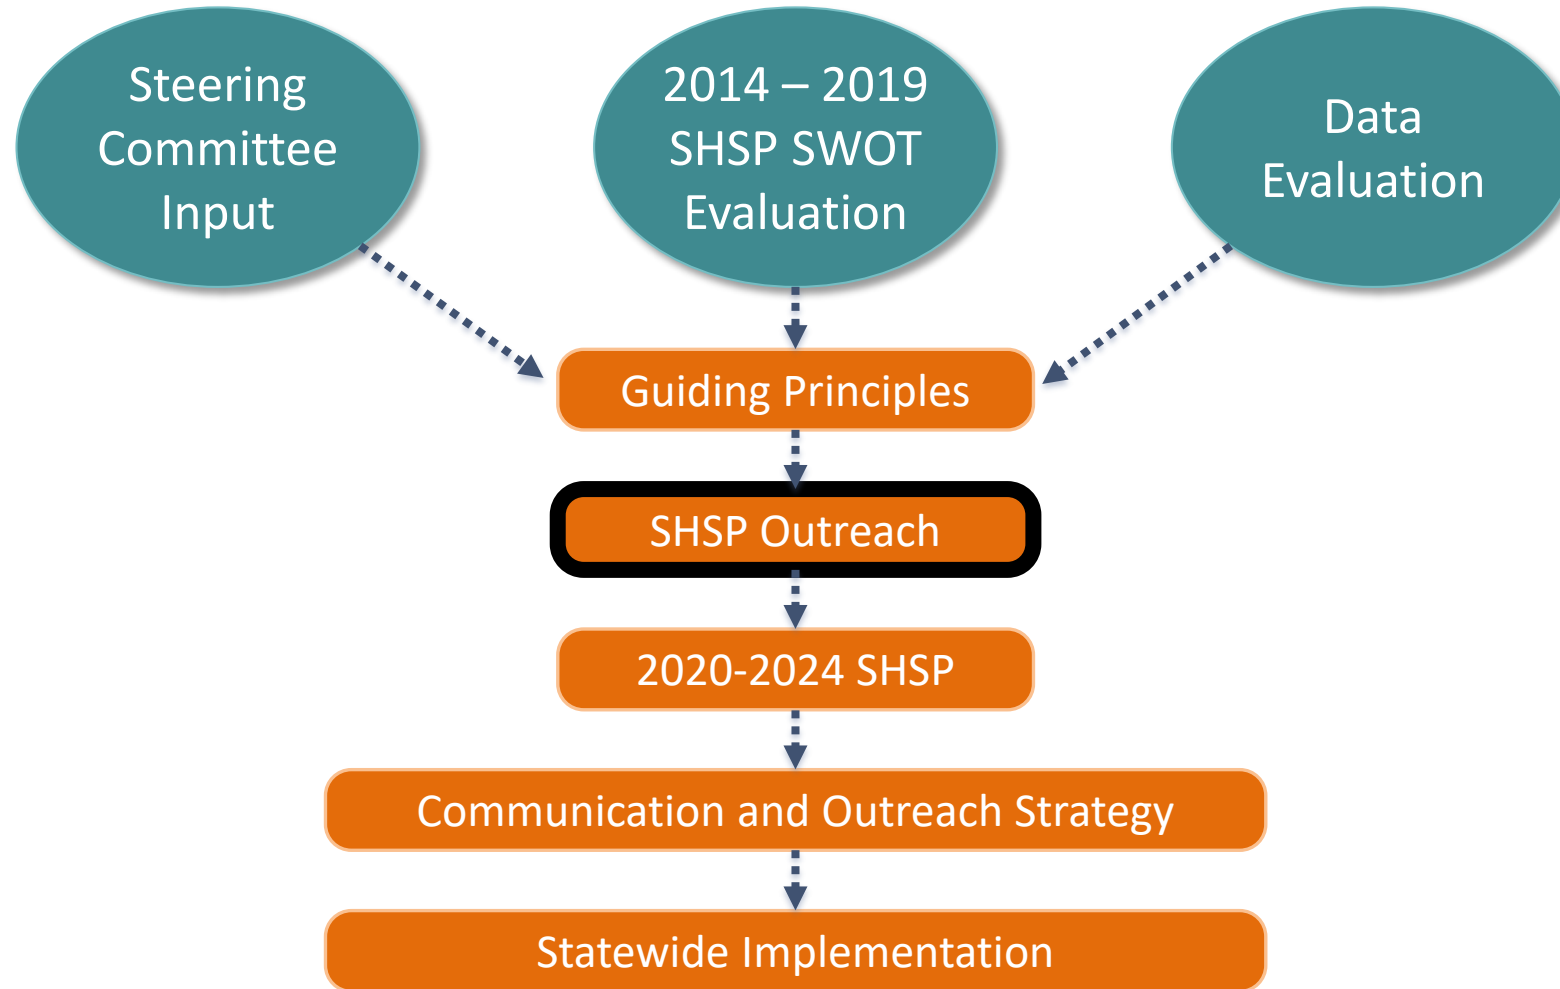 Steering
Committee
Input
2014 – 2019
SHSP SWOT
Evaluation
Data
Evaluation
Guiding Principles
SHSP Outreach
2020-2024 SHSP
Communication and Outreach Strategy
Statewide Implementation